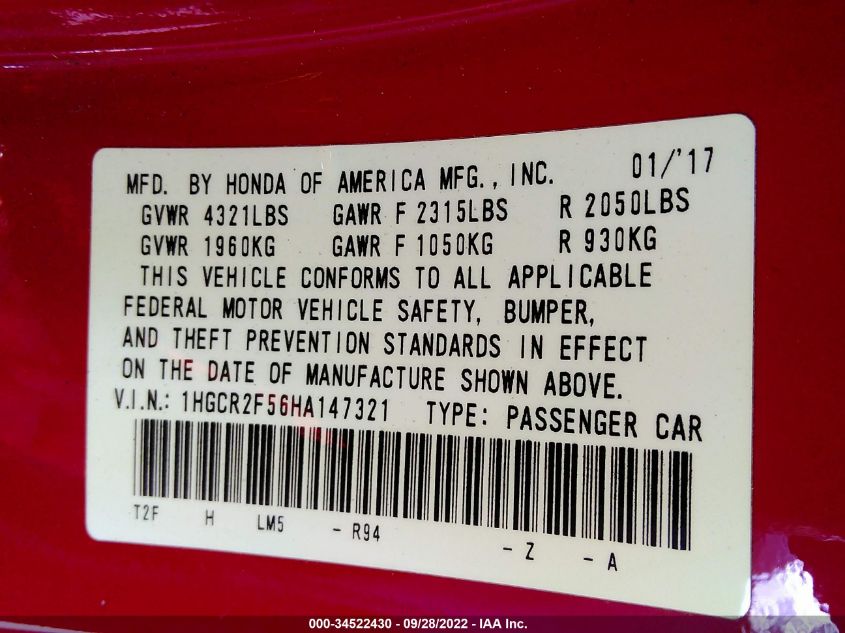 MFD. BY HONDA OF AMERICA MFG., INC. 01/'17
GVWR 4321LBS GAWR F 2315LBS R 2050LBS
GVWR 1960KG GAWR F 1050KG R 930KG
THIS VEHICLE CONFORMS TO ALL APPLICABLE
FEDERAL MOTOR VEHICLE SAFETY, BUMPER,
AND THEFT PREVENTION STANDARDS IN EFFECT
ON THE DATE OF MANUFACTURE SHOWN ABOVE.
V.I.N.: 1HGCR2F56HA147321 TYPE: PASSENGER CAR
T2F H LM5 - R94 - Z - A
000-34522430 - 09/28/2022 - IAA Inc.